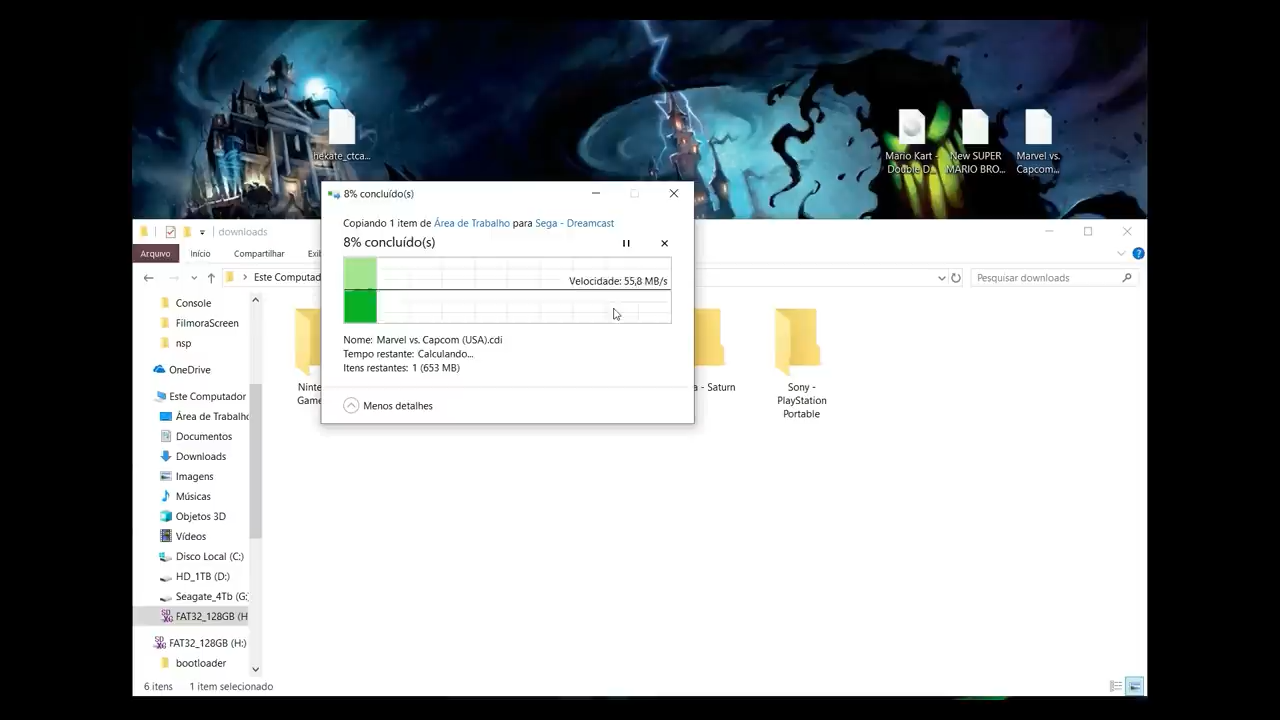 hekate_ctca...
Mario Kart -
Double D...
New SUPER
MARIO BRO...
Marvel vs.
Capcom...
8% concluído(s)
Copiando 1 item de Área de Trabalho para Sega - Dreamcast
8% concluído(s)
Velocidade: 55,8 MB/s
Nome: Marvel vs. Capcom (USA).cdi
Tempo restante: Calculando...
Itens restantes: 1 (653 MB)
Menos detalhes
downloads
Arquivo
Início
Compartilhar
Exi
Este Computad
Pesquisar downloads
Console
FilmoraScreen
nsp
OneDrive
Este Computador
Área de Trabalho
Documentos
Downloads
Imagens
Músicas
Objetos 3D
Vídeos
Disco Local (C:)
HD_1TB (D:)
Seagate_4Tb (G:
FAT32_128GB (H
FAT32_128GB (H:)
bootloader
Ninte
Game
a - Saturn
Sony -
PlayStation
Portable
6 itens
1 item selecionado